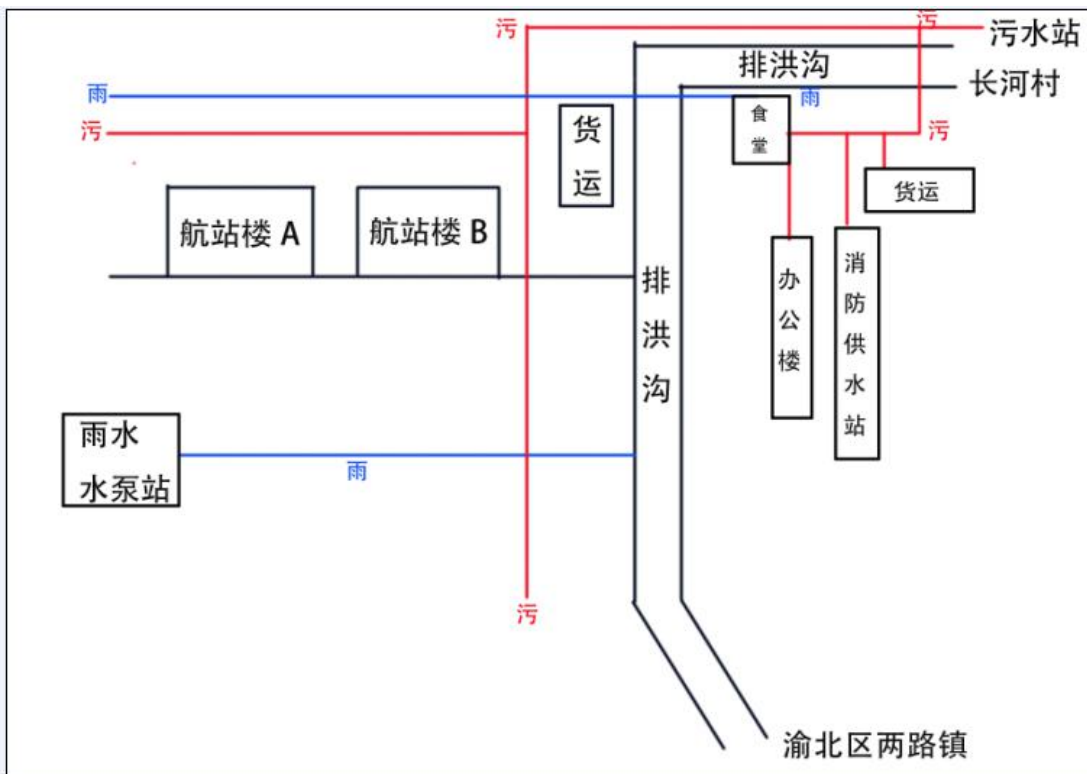 污
污
污水站
排洪沟
长河村
雨
雨
污
污
货运
食堂
货运
航站楼 A
航站楼 B
排洪沟
办公楼
消防供水站
雨水
水泵站
雨
污
渝北区两路镇